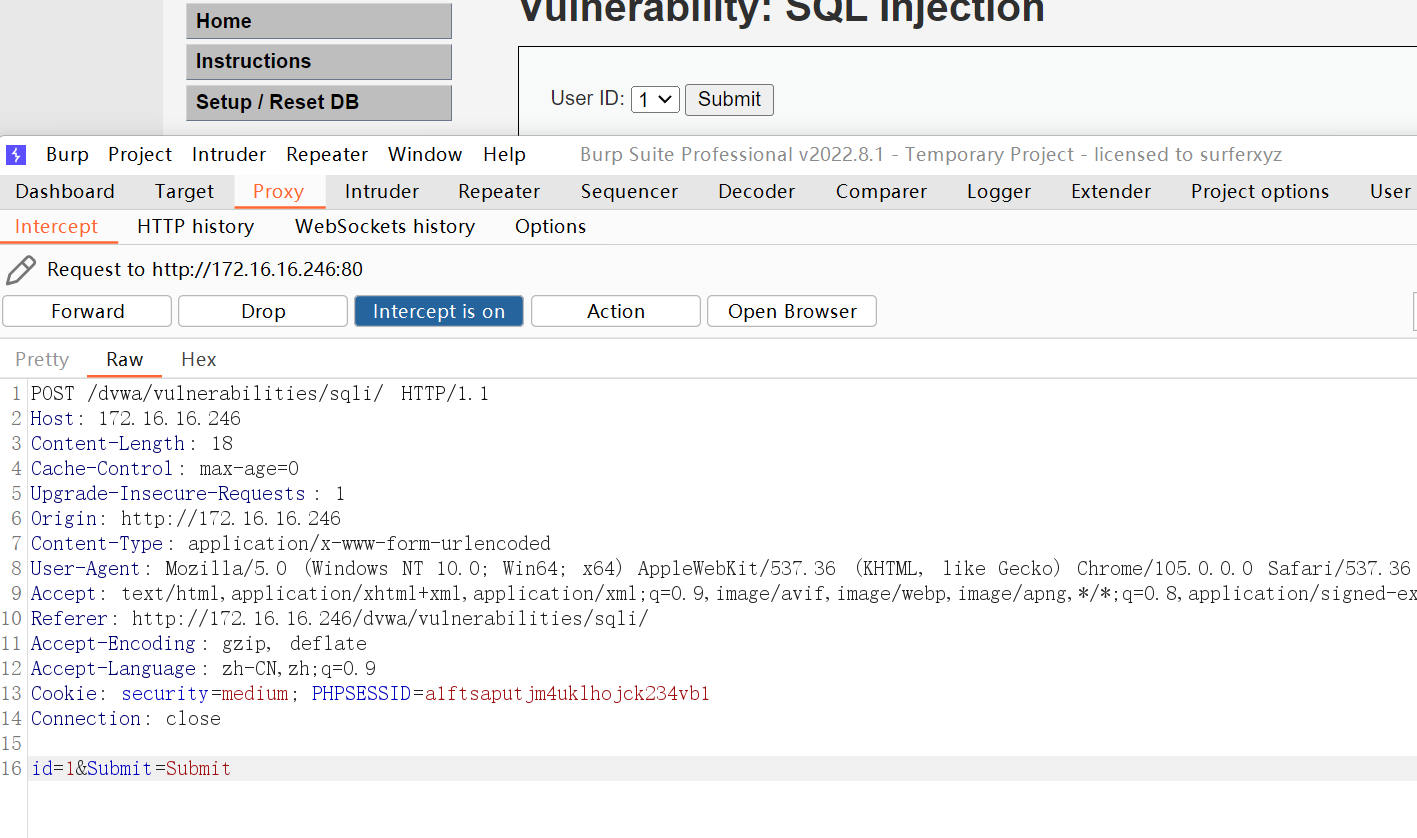 Vulnerability: SQL Injection
Home
Instructions
Setup / Reset DB
User ID: 1 Submit
Burp Project Intruder Repeater Window Help Burp Suite Professional v2022.8.1 - Temporary Project - licensed to surferxyz
Dashboard Target Proxy Intruder Repeater Sequencer Decoder Comparer Logger Extender Project options User
Intercept HTTP history WebSockets history Options
Request to http://172.16.16.246:80
Forward Drop Intercept is on Action Open Browser
Pretty Raw Hex
1 POST /dvwa/vulnerabilities/sqli/ HTTP/1.1
2 Host: 172.16.16.246
3 Content-Length: 18
4 Cache-Control: max-age=0
5 Upgrade-Insecure-Requests: 1
6 Origin: http://172.16.16.246
7 Content-Type: application/x-www-form-urlencoded
8 User-Agent: Mozilla/5.0 (Windows NT 10.0; Win64; x64) AppleWebKit/537.36 (KHTML, like Gecko) Chrome/105.0.0.0 Safari/537.36
9 Accept: text/html,application/xhtml+xml,application/xml;q=0.9,image/avif,image/webp,image/apng,*/*;q=0.8,application/signed-ex
10 Referer: http://172.16.16.246/dvwa/vulnerabilities/sqli/
11 Accept-Encoding: gzip, deflate
12 Accept-Language: zh-CN,zh;q=0.9
13 Cookie: security=medium; PHPSESSID=a1ftsaputjm4uklhojck234vb1
14 Connection: close
15
16 id=1&Submit=Submit